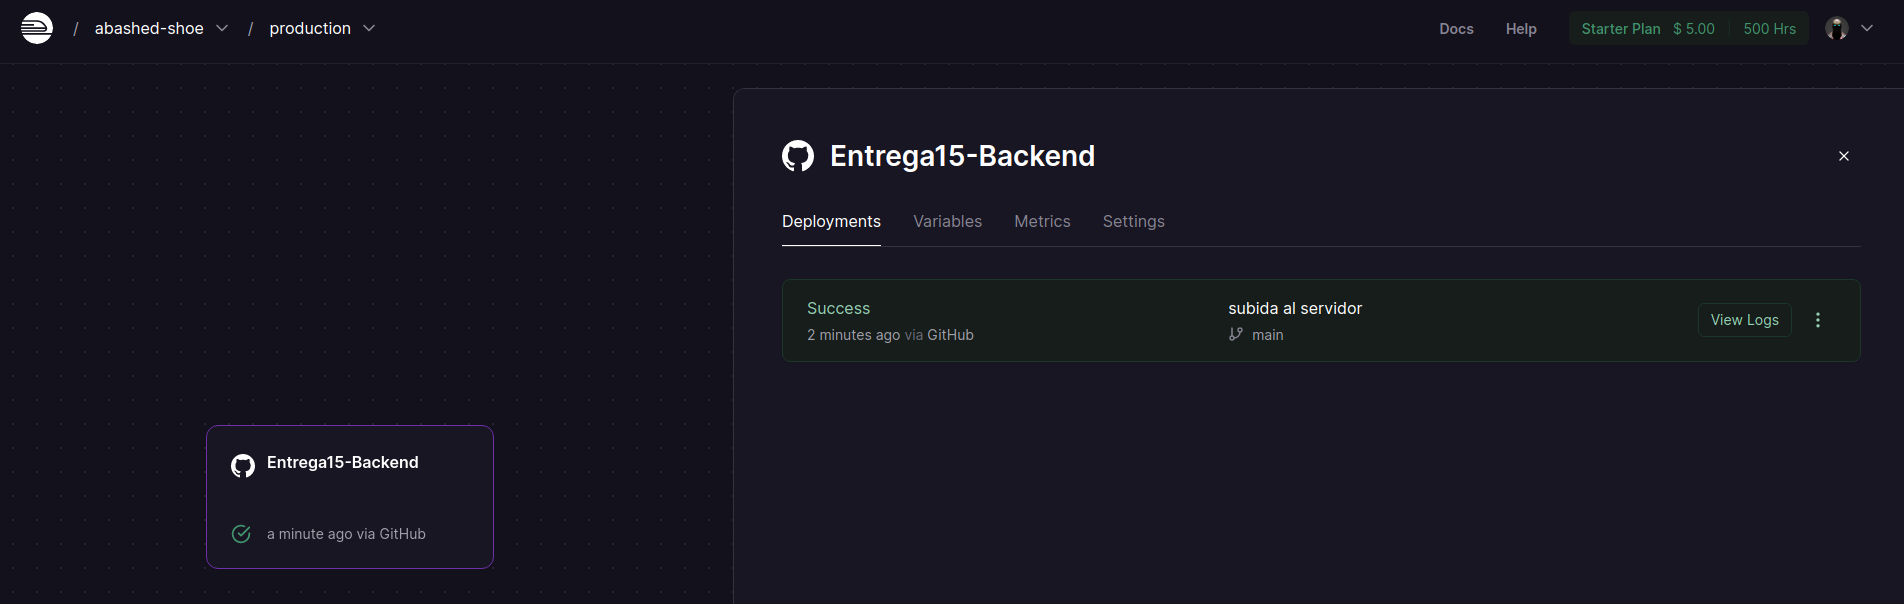 / abashed-shoe / production
Docs Help Starter Plan $ 5.00 500 Hrs
Entrega15-Backend
Deployments Variables Metrics Settings
Success
2 minutes ago via GitHub
subida al servidor
main
View Logs
Entrega15-Backend
a minute ago via GitHub